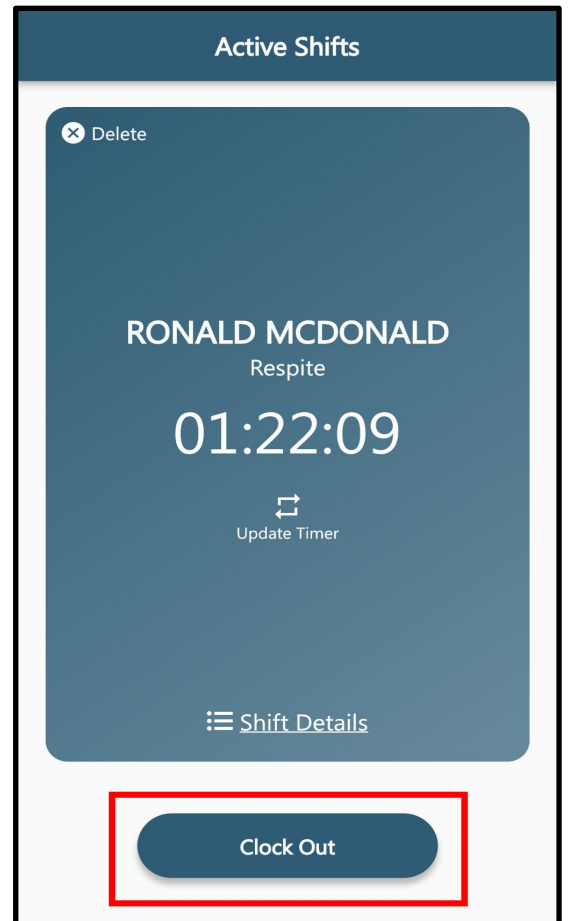 Active Shifts
Delete
RONALD MCDONALD
Respite
01:22:09
Update Timer
Shift Details
Clock Out